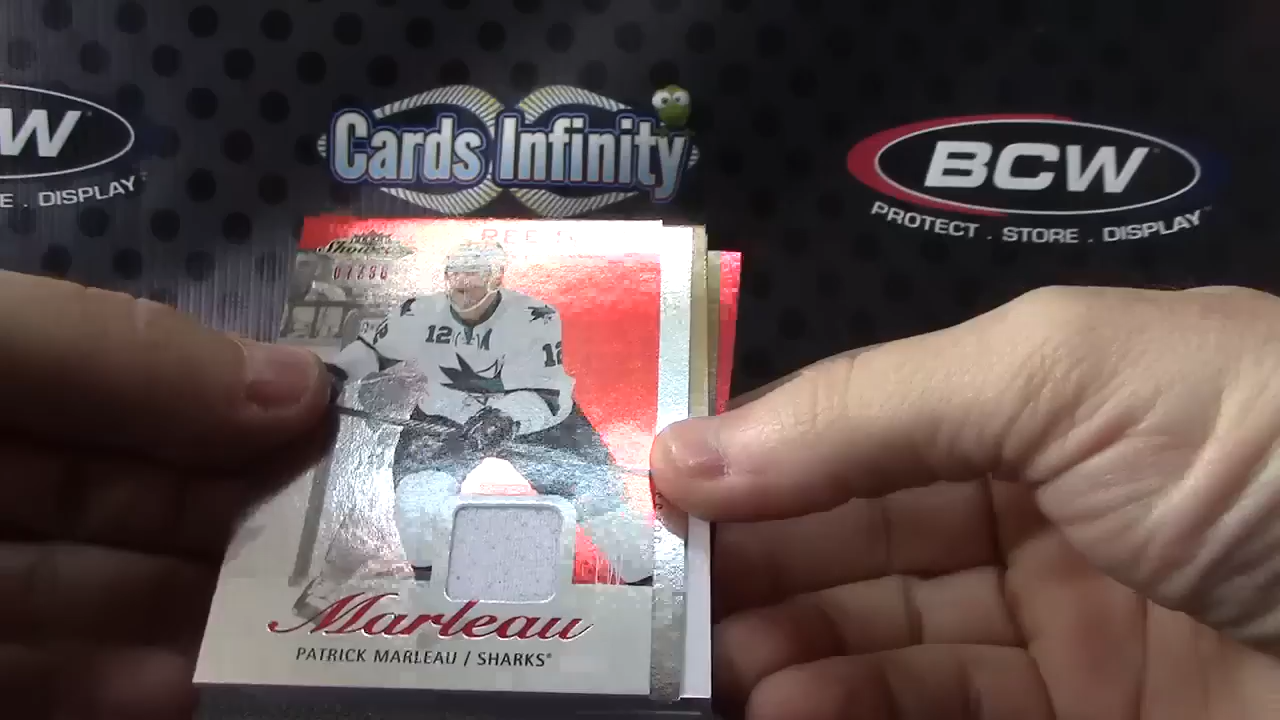 Cards Infinity
BCW
PROTECT . STORE . DISPLAY
W
E . DISPLAY
12
12
Marleau
PATRICK MARLEAU / SHARKS